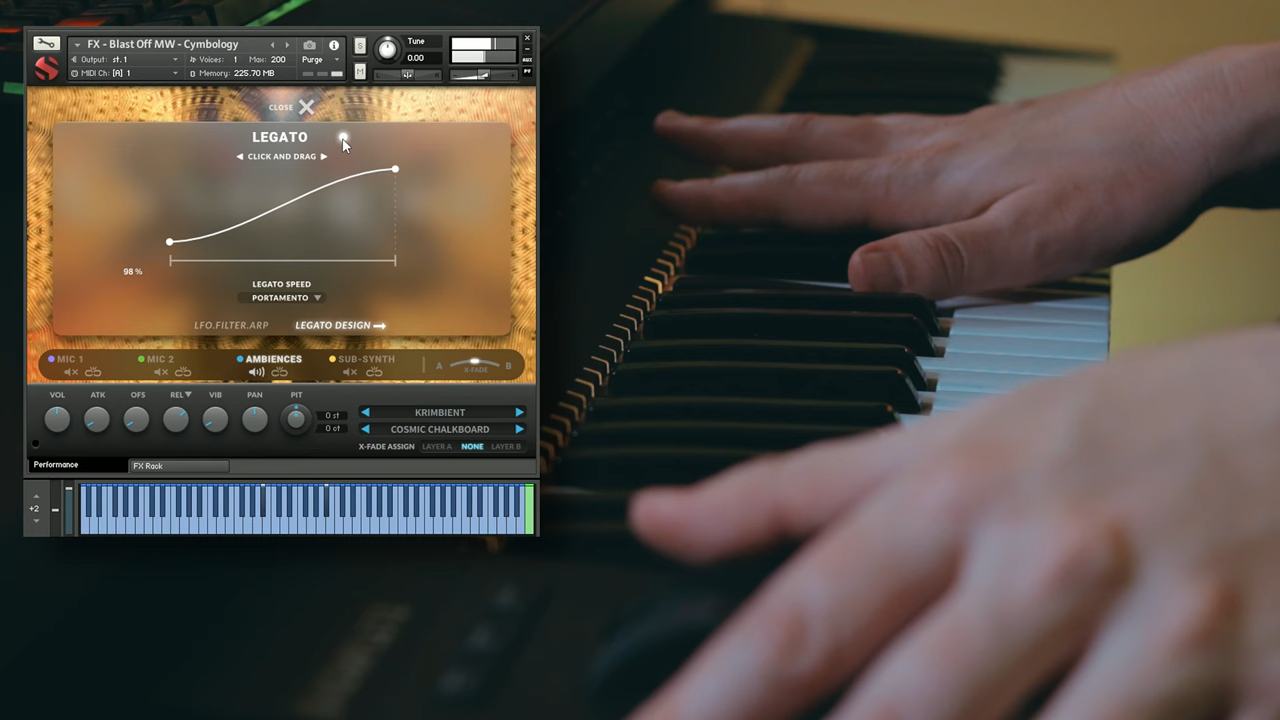 FX - Blast Off MW - Cymbology
Output: st. 1
Voices: 1 Max: 200
Purge
MIDI Ch: [A] 1
Memory: 225.70 MB
S
M
Tune
0.00
AUX
PV
CLOSE
LEGATO
CLICK AND DRAG
98 %
LEGATO SPEED
PORTAMENTO
LFO.FILTER.ARP LEGATO DESIGN
MIC 1 MIC 2 AMBIENCES SUB-SYNTH
A X-FADE B
VOL ATK OFS REL VIB PAN PIT
0 st
0 ct
KRIMBIENT
COSMIC CHALKBOARD
X-FADE ASSIGN LAYER A NONE LAYER B
Performance FX Rack
+2